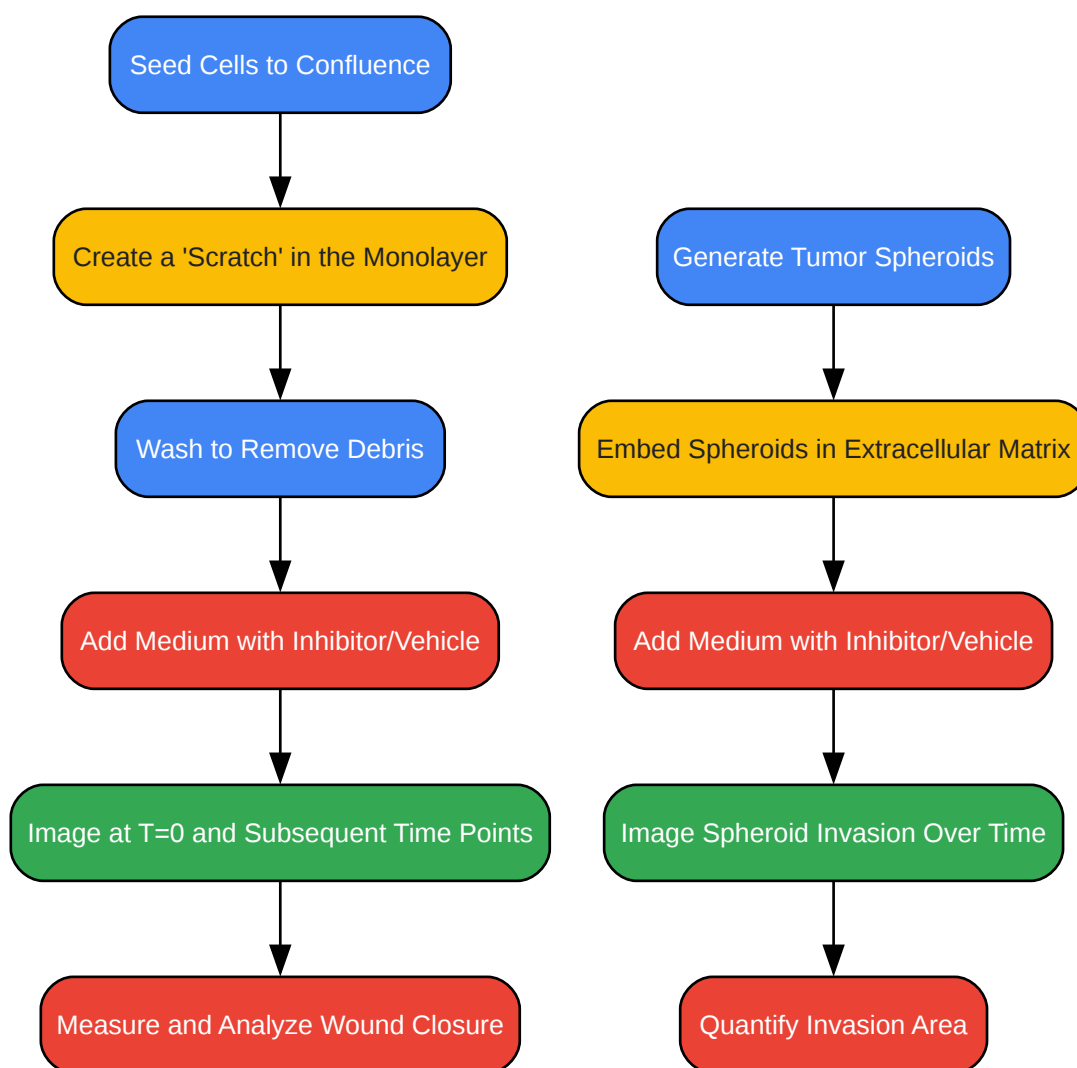 Seed Cells to Confluence
Create a 'Scratch' in the Monolayer
Wash to Remove Debris
Add Medium with Inhibitor/Vehicle
Image at T=0 and Subsequent Time Points
Measure and Analyze Wound Closure
Generate Tumor Spheroids
Embed Spheroids in Extracellular Matrix
Add Medium with Inhibitor/Vehicle
Image Spheroid Invasion Over Time
Quantify Invasion Area